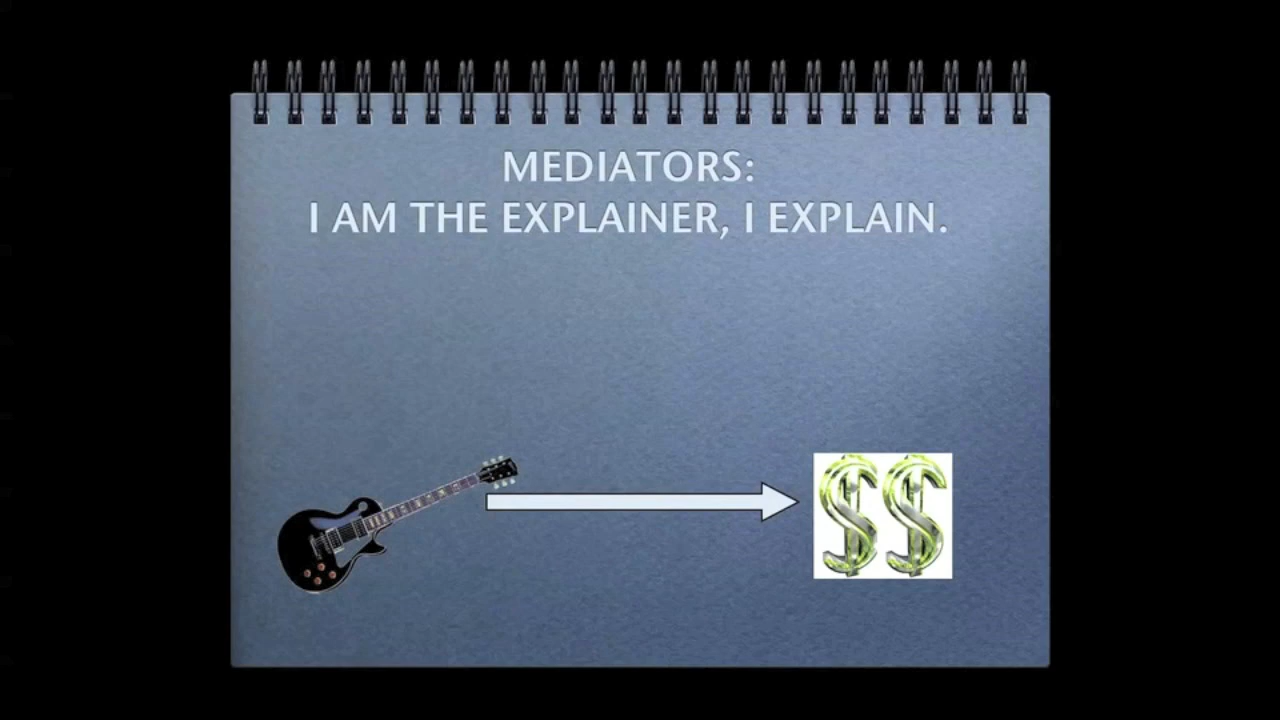 MEDIATORS:
I AM THE EXPLAINER, I EXPLAIN.
$$